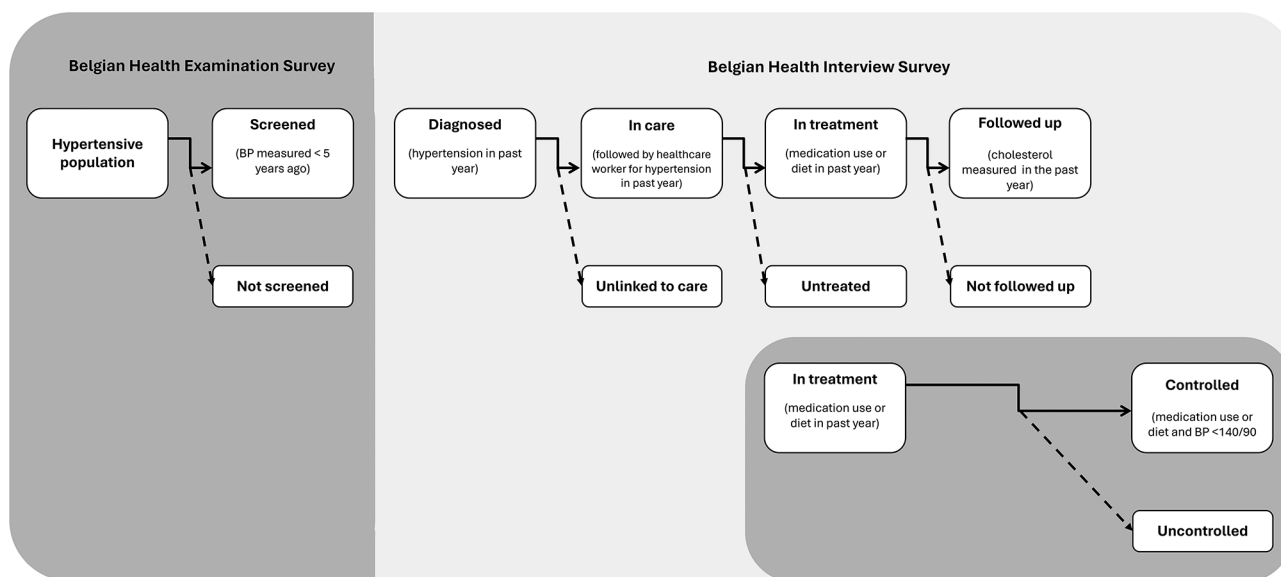 Belgian Health Examination Survey
Belgian Health Interview Survey
Hypertensive
population
Screened
(BP measured < 5
years ago)
Diagnosed
(hypertension in past
year)
In care
(followed by healthcare
worker for hypertension
in past year)
In treatment
(medication use or
diet in past year)
Followed up
(cholesterol
measured in the past
year)
Not screened
Unlinked to care
Untreated
Not followed up
In treatment
(medication use or
diet in past year)
Controlled
(medication use or
diet and BP <140/90
Uncontrolled